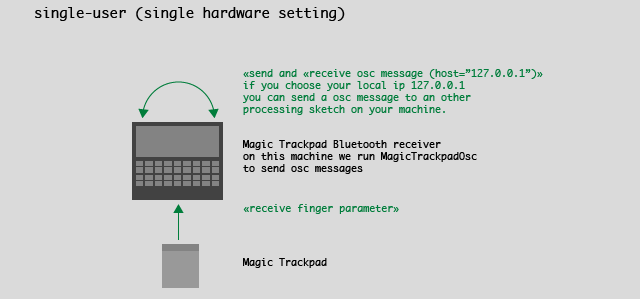 single-user (single hardware setting)
«send and «receive osc message (host=”127.0.0.1”)»
if you choose your local ip 127.0.0.1
you can send a osc message to an other
processing sketch on your machine.
Magic Trackpad Bluetooth receiver
on this machine we run MagicTrackpadOsc
to send osc messages
«receive finger parameter»
Magic Trackpad